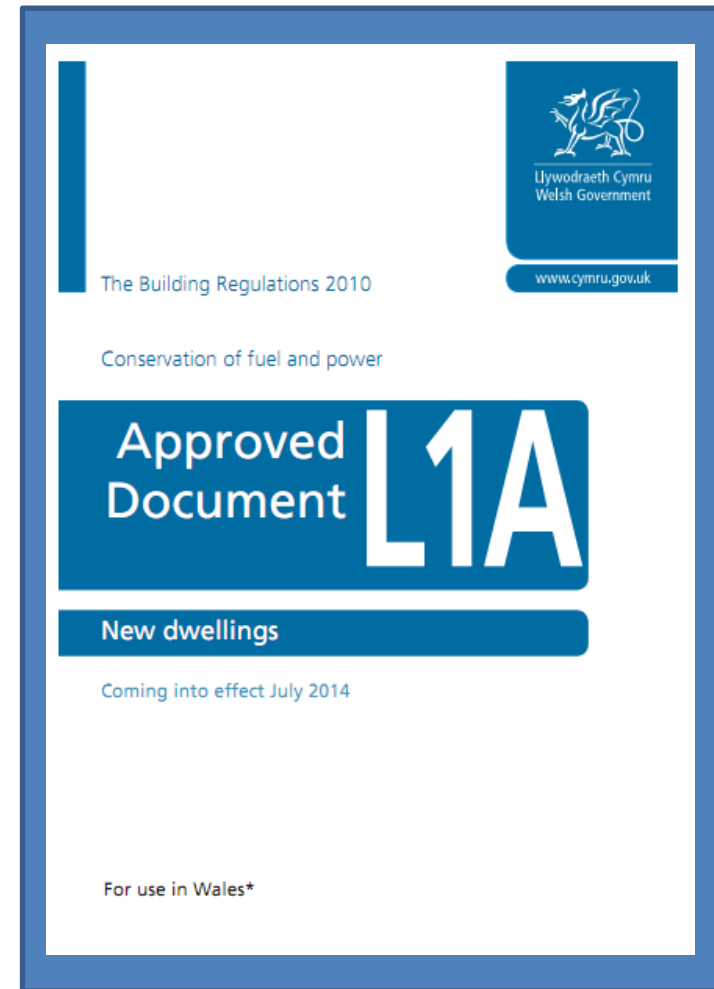 Llywodraeth Cymru
Welsh Government
www.cymru.gov.uk
The Building Regulations 2010
Conservation of fuel and power
Approved
Document
L1A
New dwellings
Coming into effect July 2014
For use in Wales*